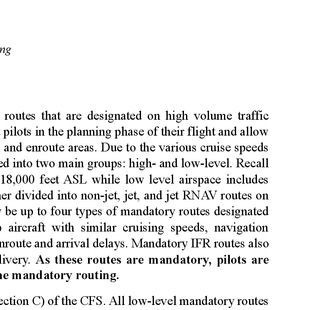 ng
routes that are designated on high volume traffic
pilots in the planning phase of their flight and allow
and enroute areas. Due to the various cruise speeds
ed into two main groups: high- and low-level. Recall
18,000 feet ASL while low level airspace includes
er divided into non-jet, jet, and jet RNAV routes on
be up to four types of mandatory routes designated
aircraft with similar cruising speeds, navigation
nroute and arrival delays. Mandatory IFR routes also
livery. As these routes are mandatory, pilots are
he mandatory routing.
ection C) of the CFS. All low-level mandatory routes